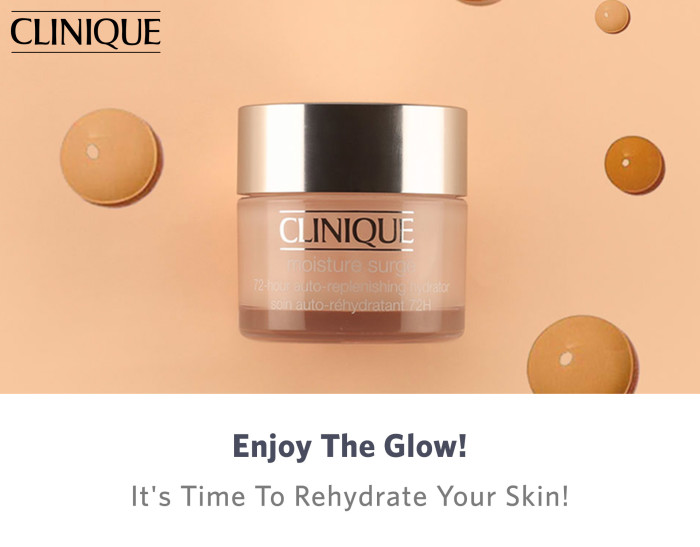 CLINIQUE
CLINIQUE
moisture surge
72-hour auto-replenishing hydrator
soin auto-réhydratant 72H
Enjoy The Glow!
It's Time To Rehydrate Your Skin!